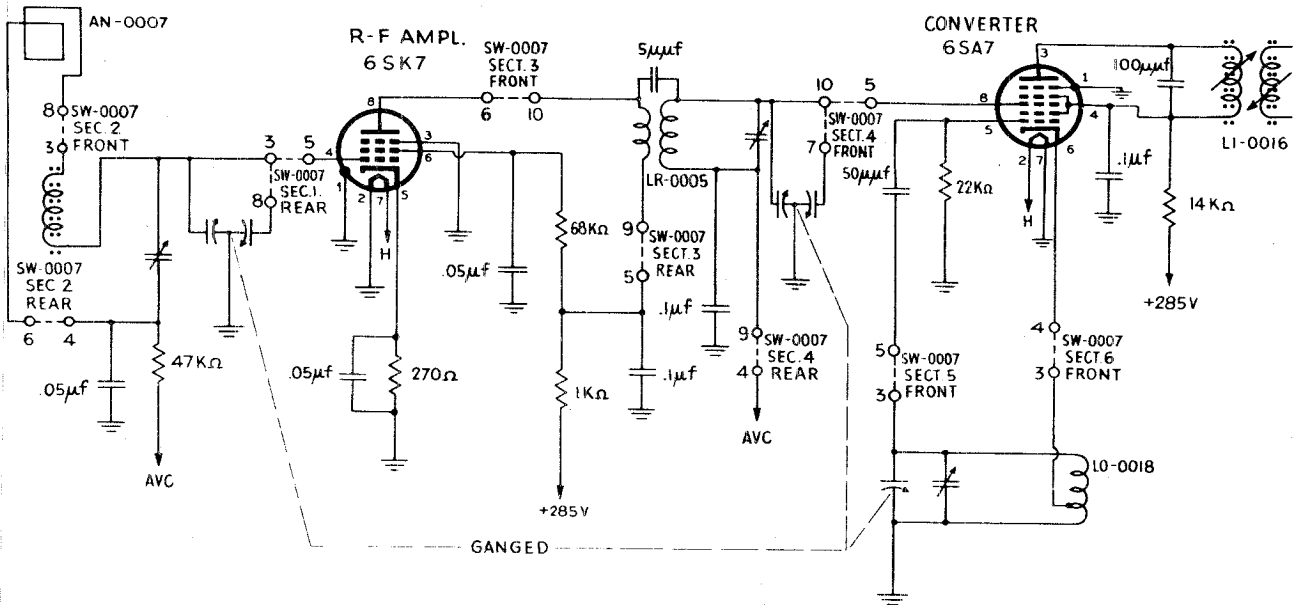 AN-0007
R-F AMPL.
6SK7
SW-0007
SECT. 3
FRONT
6 10
5µµf
CONVERTER
6SA7
100µµf
L1-0016
8
SW-0007
SEC. 2
FRONT
3
3 5
SW-0007
SEC. 1.
REAR
8
8
4
3
6
1
2
7
5
H
10 5
SW-0007
SECT. 4
FRONT
7
3
1
8
4
5
2
7
6
H
LR-0005
50µµf
22KΩ
.1µf
14KΩ
+285V
SW-0007
SEC 2
REAR
6 4
.05µf
47KΩ
AVC
.05µf
270Ω
.05µf
68KΩ
1KΩ
+285V
9
SW-0007
SECT. 3
REAR
5
.1µf
.1µf
9
SW-0007
SEC. 4
REAR
4
AVC
5
SW-0007
SECT. 5
FRONT
3
4
SW-0007
SECT. 6
FRONT
3
LO-0018
GANGED